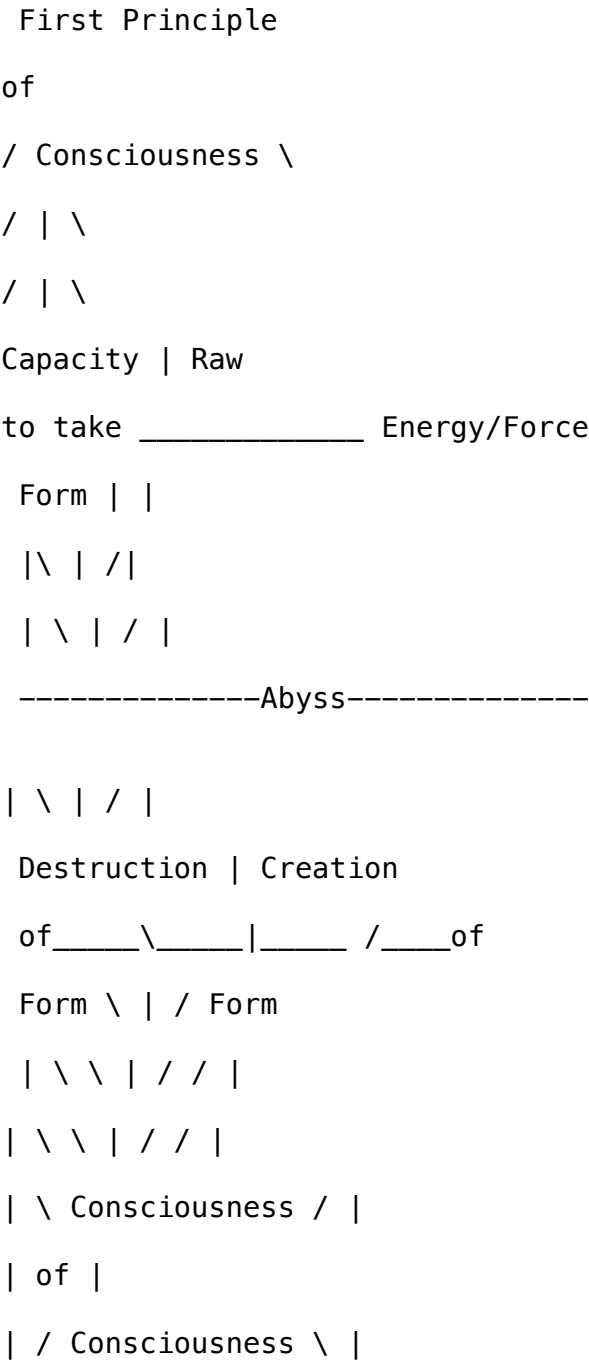 First Principle
of
/ Consciousness \
/ | \
/ | \
Capacity | Raw
to take _____________ Energy/Force
Form | |
|\ | /|
| \ | / |
--------------Abyss--------------
| \ | / |
Destruction | Creation
of_____\_____|_____ /____of
Form \ | / Form
| \ \ | / / |
| \ \ | / / |
| \ Consciousness / |
| of |
| / Consciousness \ |